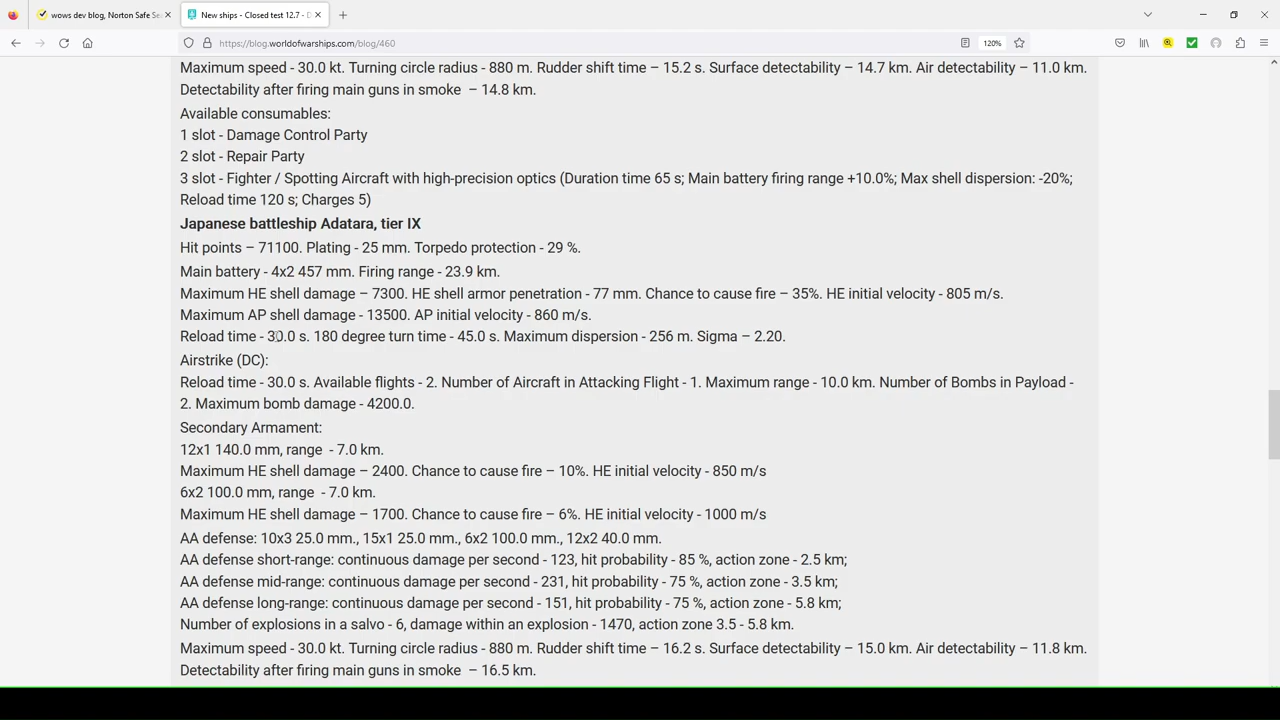 wows dev blog, Norton Safe Se
New ships - Closed test 12.7 - D
https://blog.worldofwarships.com/blog/460
120%
Maximum speed - 30.0 kt. Turning circle radius - 880 m. Rudder shift time – 15.2 s. Surface detectability – 14.7 km. Air detectability – 11.0 km.
Detectability after firing main guns in smoke  – 14.8 km.
Available consumables:
1 slot - Damage Control Party
2 slot - Repair Party
3 slot - Fighter / Spotting Aircraft with high-precision optics (Duration time 65 s; Main battery firing range +10.0%; Max shell dispersion: -20%;
Reload time 120 s; Charges 5)
Japanese battleship Adatara, tier IX
Hit points – 71100. Plating - 25 mm. Torpedo protection - 29 %.
Main battery - 4x2 457 mm. Firing range - 23.9 km.
Maximum HE shell damage – 7300. HE shell armor penetration - 77 mm. Chance to cause fire – 35%. HE initial velocity - 805 m/s.
Maximum AP shell damage - 13500. AP initial velocity - 860 m/s.
Reload time - 30.0 s. 180 degree turn time - 45.0 s. Maximum dispersion - 256 m. Sigma – 2.20.
Airstrike (DC):
Reload time - 30.0 s. Available flights - 2. Number of Aircraft in Attacking Flight - 1. Maximum range - 10.0 km. Number of Bombs in Payload -
2. Maximum bomb damage - 4200.0.
Secondary Armament:
12x1 140.0 mm, range  - 7.0 km.
Maximum HE shell damage – 2400. Chance to cause fire – 10%. HE initial velocity - 850 m/s
6x2 100.0 mm, range  - 7.0 km.
Maximum HE shell damage – 1700. Chance to cause fire – 6%. HE initial velocity - 1000 m/s
AA defense: 10x3 25.0 mm., 15x1 25.0 mm., 6x2 100.0 mm., 12x2 40.0 mm.
AA defense short-range: continuous damage per second - 123, hit probability - 85 %, action zone - 2.5 km;
AA defense mid-range: continuous damage per second - 231, hit probability - 75 %, action zone - 3.5 km;
AA defense long-range: continuous damage per second - 151, hit probability - 75 %, action zone - 5.8 km;
Number of explosions in a salvo - 6, damage within an explosion - 1470, action zone 3.5 - 5.8 km.
Maximum speed - 30.0 kt. Turning circle radius - 880 m. Rudder shift time – 16.2 s. Surface detectability – 15.0 km. Air detectability – 11.8 km.
Detectability after firing main guns in smoke  – 16.5 km.